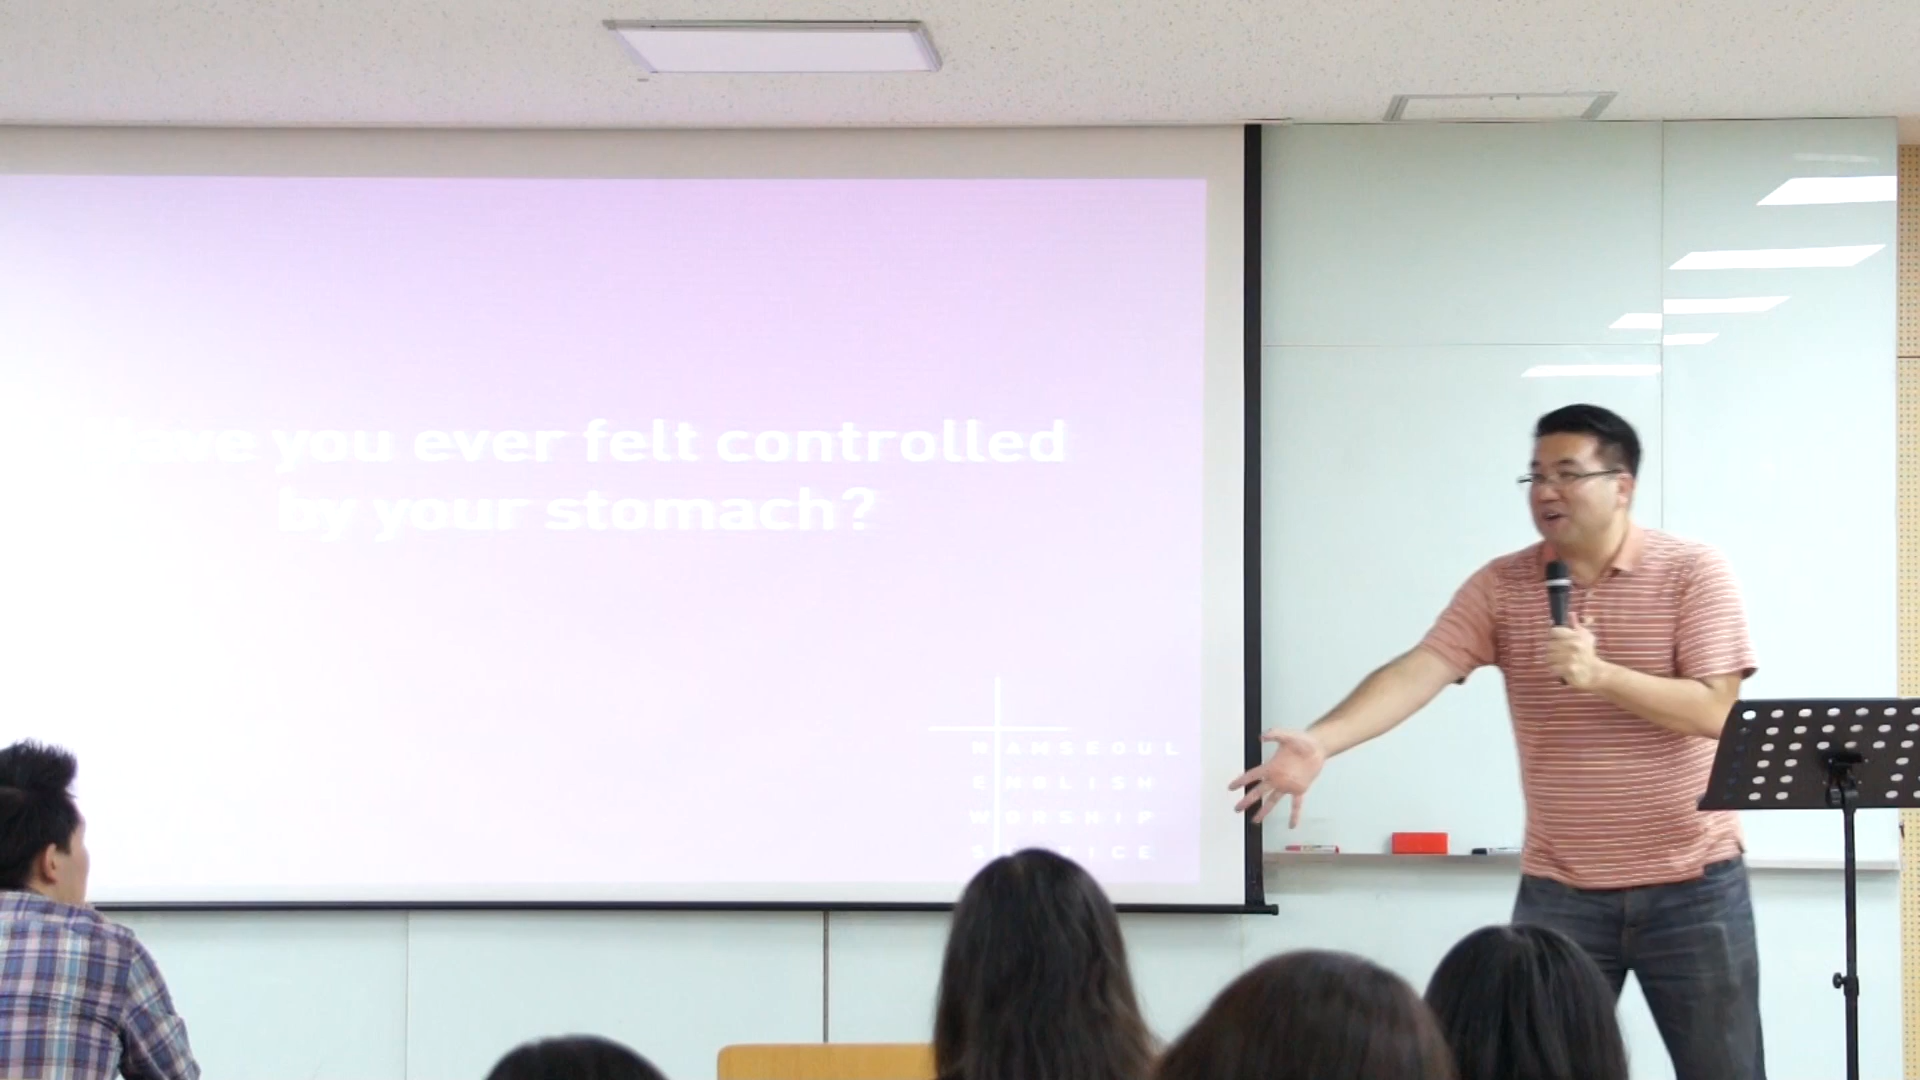 Have you ever felt controlled
by your stomach?
NAMSEOUL
ENGLISH
WORSHIP
SERVICE